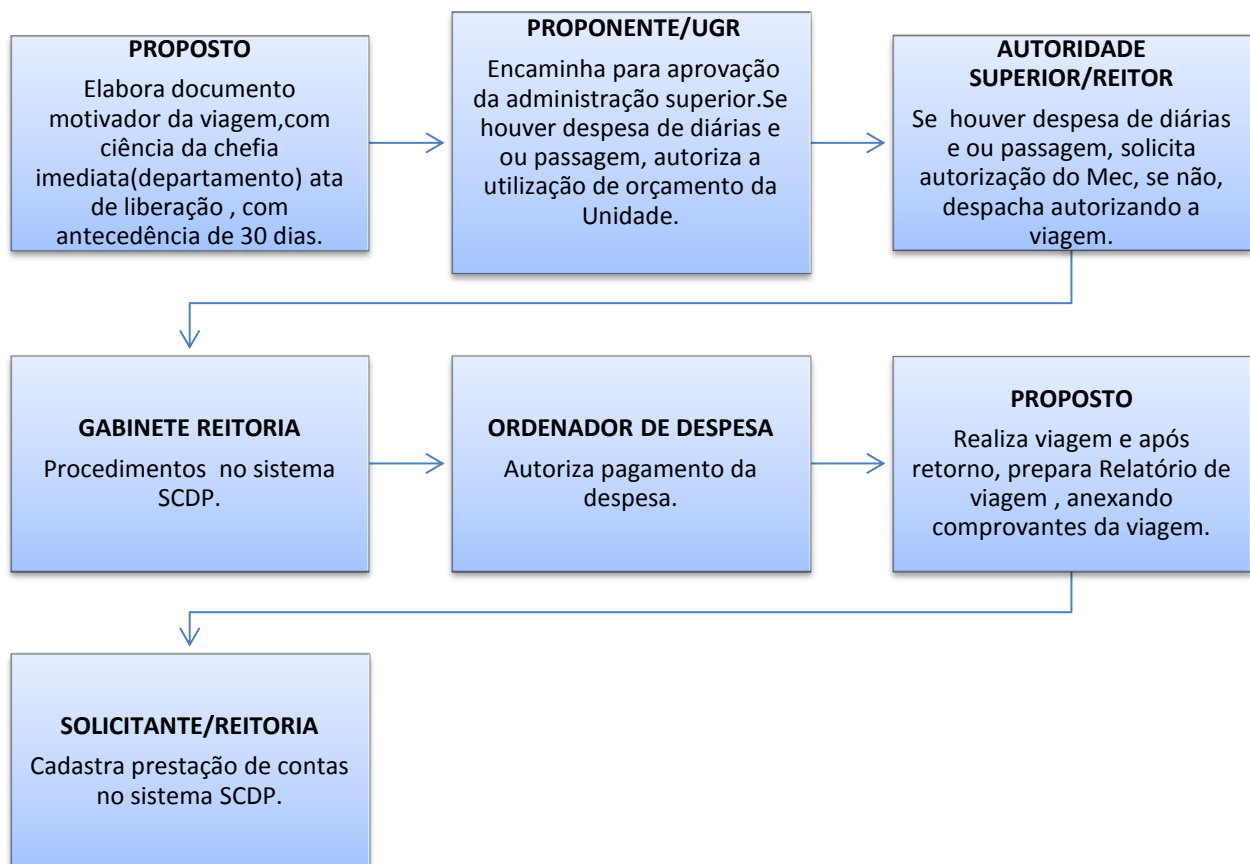 PROPOSTO
Elabora documento
motivador da viagem,com
ciência da chefia
imediata(departamento) ata
de liberação , com
antecedência de 30 dias.
PROPONENTE/UGR
Encaminha para aprovação
da administração superior.Se
houver despesa de diárias e
ou passagem, autoriza a
utilização de orçamento da
Unidade.
AUTORIDADE
SUPERIOR/REITOR
Se houver despesa de diárias
e ou passagem, solicita
autorização do Mec, se não,
despacha autorizando a
viagem.
GABINETE REITORIA
Procedimentos no sistema
SCDP.
ORDENADOR DE DESPESA
Autoriza pagamento da
despesa.
PROPOSTO
Realiza viagem e após
retorno, prepara Relatório de
viagem , anexando
comprovantes da viagem.
SOLICITANTE/REITORIA
Cadastra prestação de contas
no sistema SCDP.